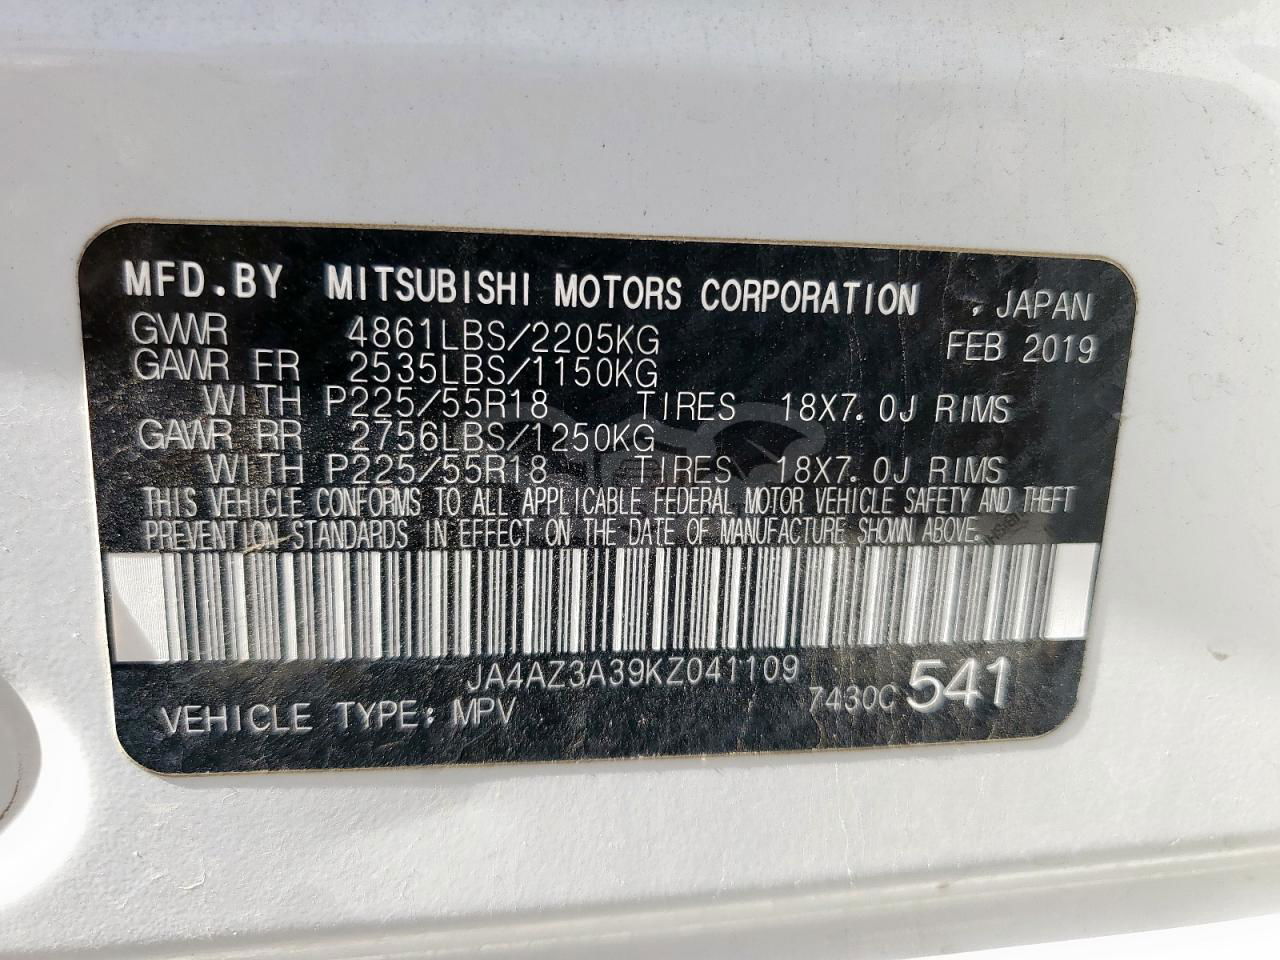 MFD.BY MITSUBISHI MOTORS CORPORATION , JAPAN
GVWR 4861LBS/2205KG FEB 2019
GAWR FR 2535LBS/1150KG
WITH P225/55R18 TIRES 18X7.0J RIMS
GAWR RR 2756LBS/1250KG
WITH P225/55R18 TIRES 18X7.0J RIMS
THIS VEHICLE CONFORMS TO ALL APPLICABLE FEDERAL MOTOR VEHICLE SAFETY AND THEFT
PREVENTION STANDARDS IN EFFECT ON THE DATE OF MANUFACTURE SHOWN ABOVE.
JA4AZ3A39KZ041109
VEHICLE TYPE: MPV 7430C 541